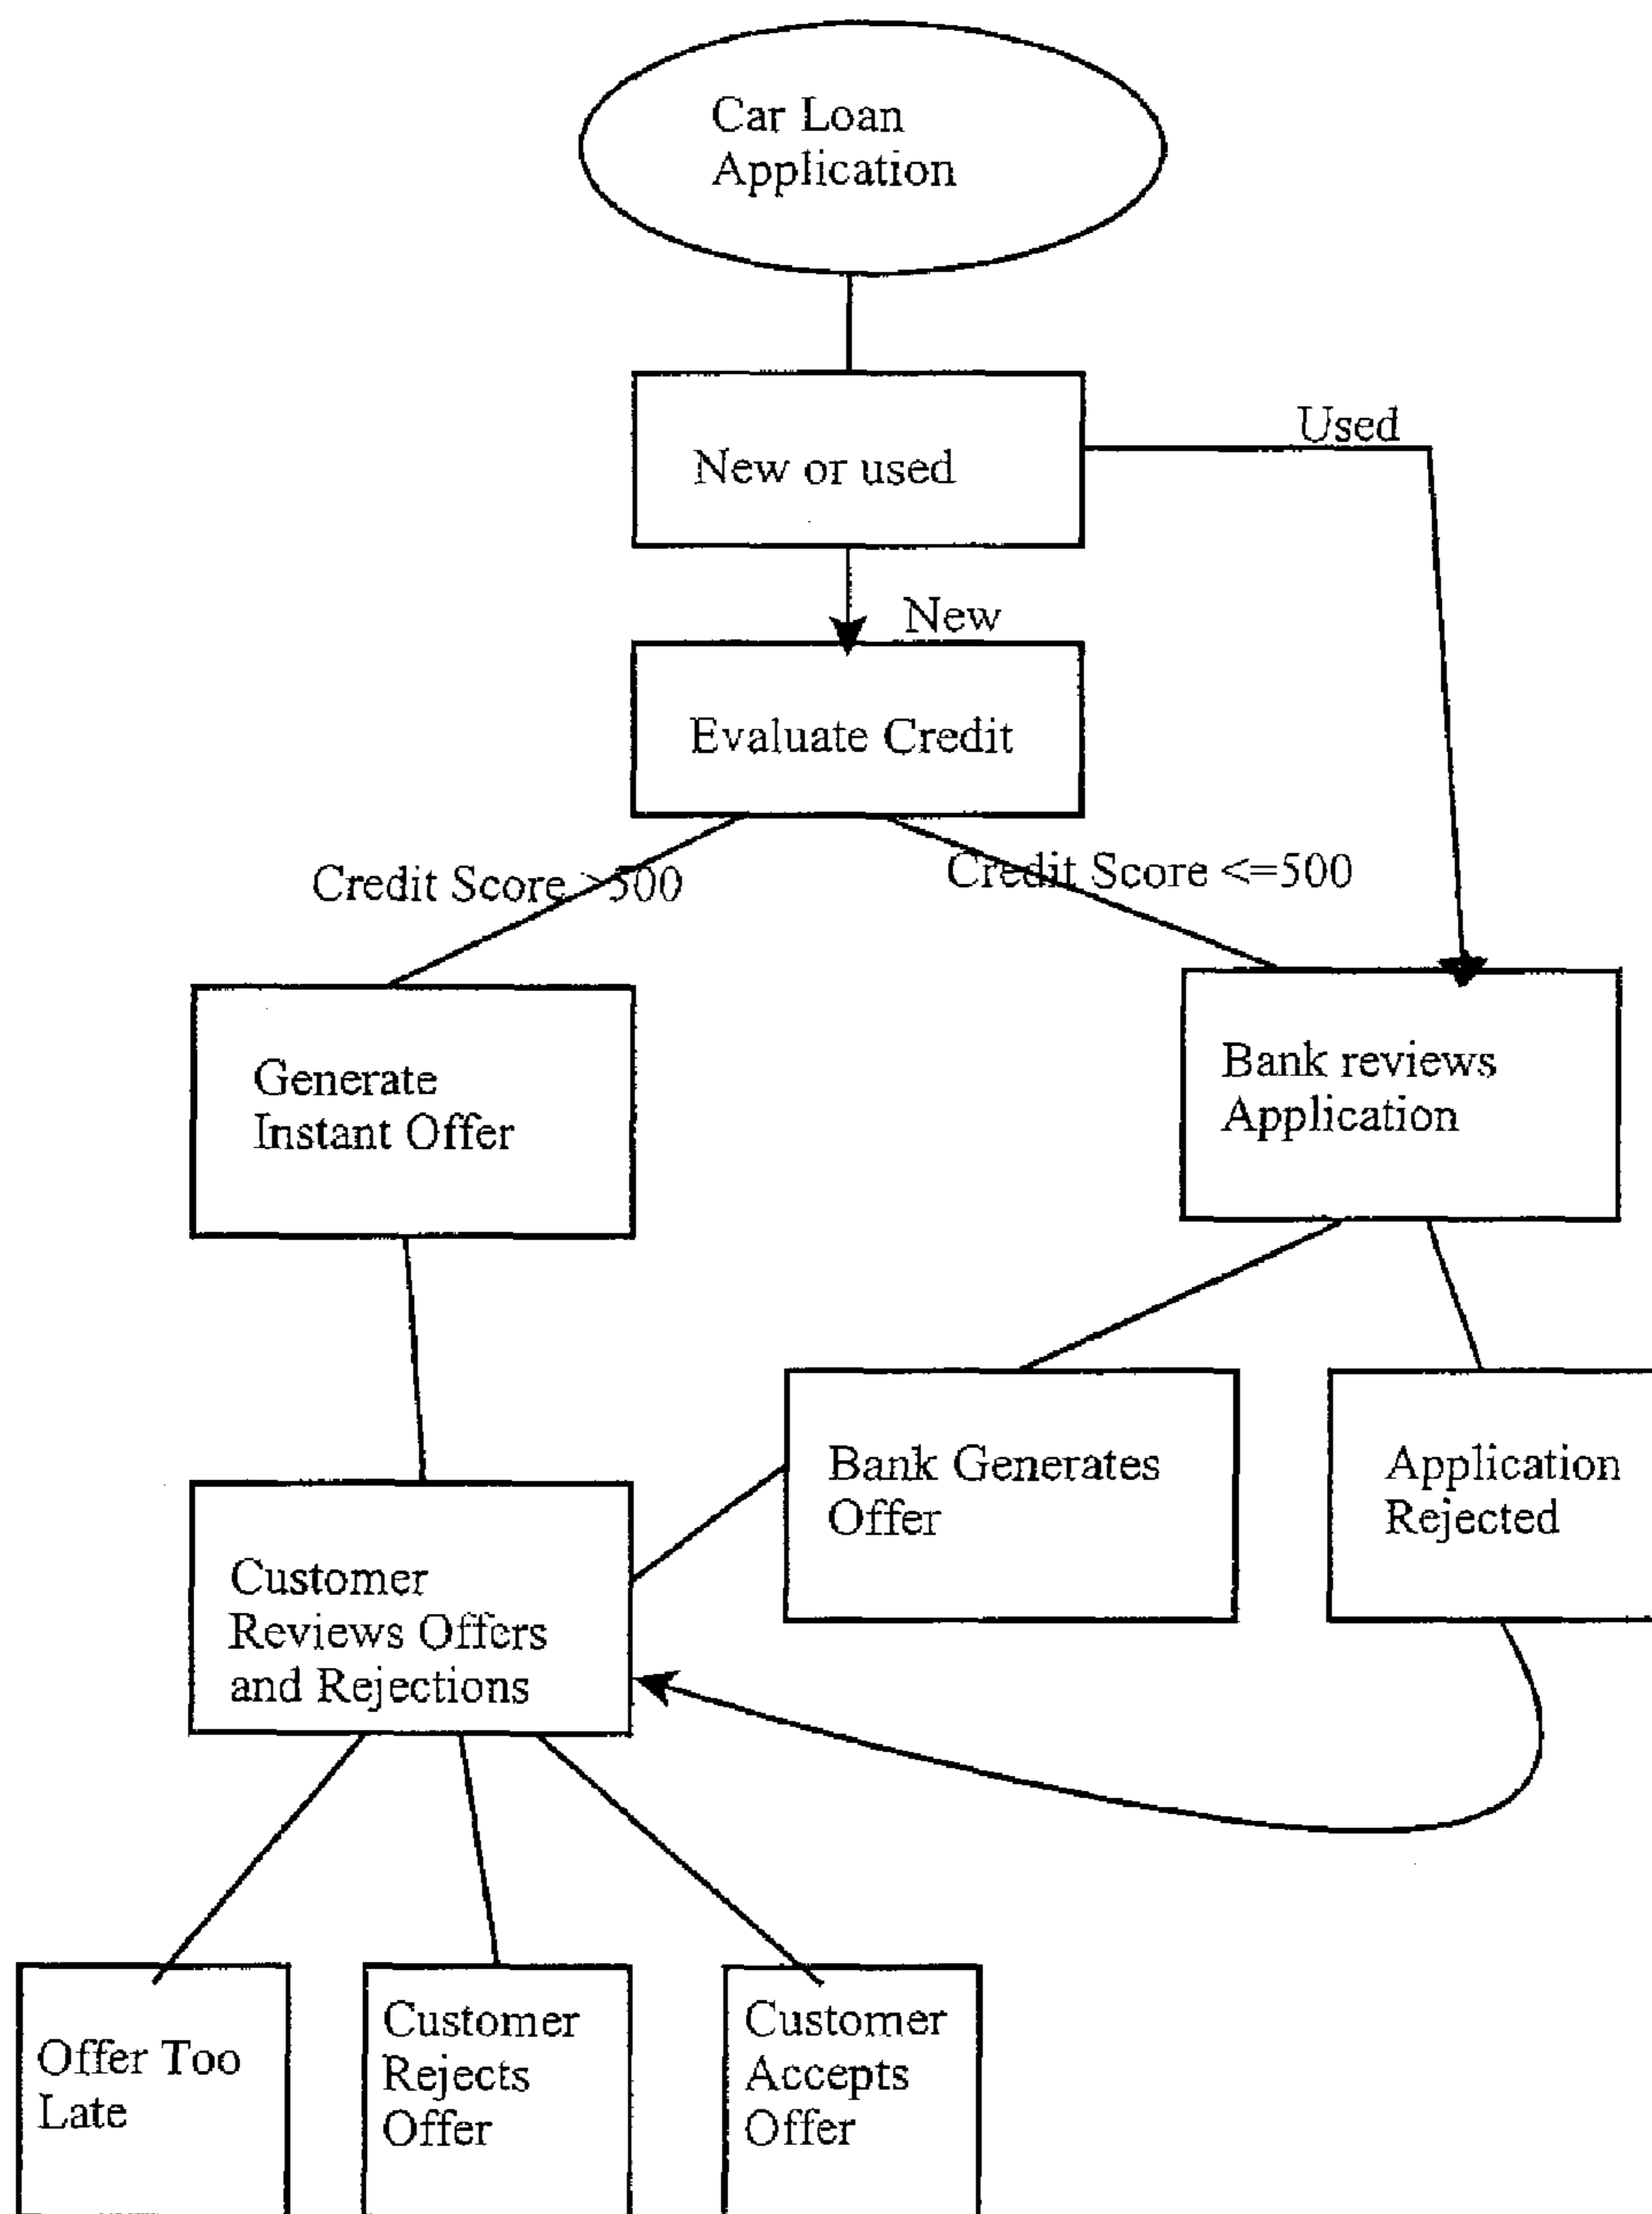 Car Loan
Application
Used
New or used
New
Evaluate Credit
Credit Score >500
Credit Score <=500
Generate
Instant Offer
Bank reviews
Application
Bank Generates
Offer
Application
Rejected
Customer
Reviews Offers
and Rejections
Offer Too
Late
Customer
Rejects
Offer
Customer
Accepts
Offer